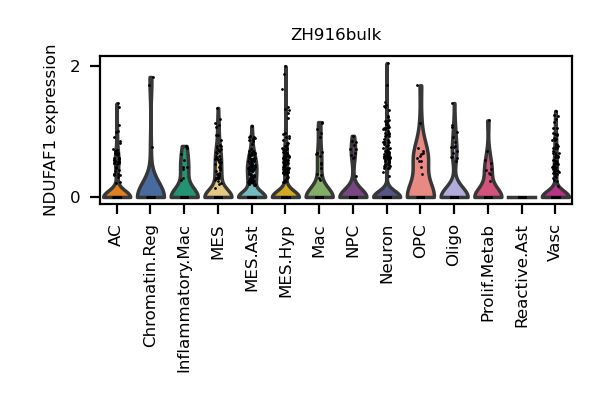 ZH916bulk
NDUFAF1 expression
2
0
AC
Chromatin.Reg
Inflammatory.Mac
MES
MES.Ast
MES.Hyp
Mac
NPC
Neuron
OPC
Oligo
Prolif.Metab
Reactive.Ast
Vasc